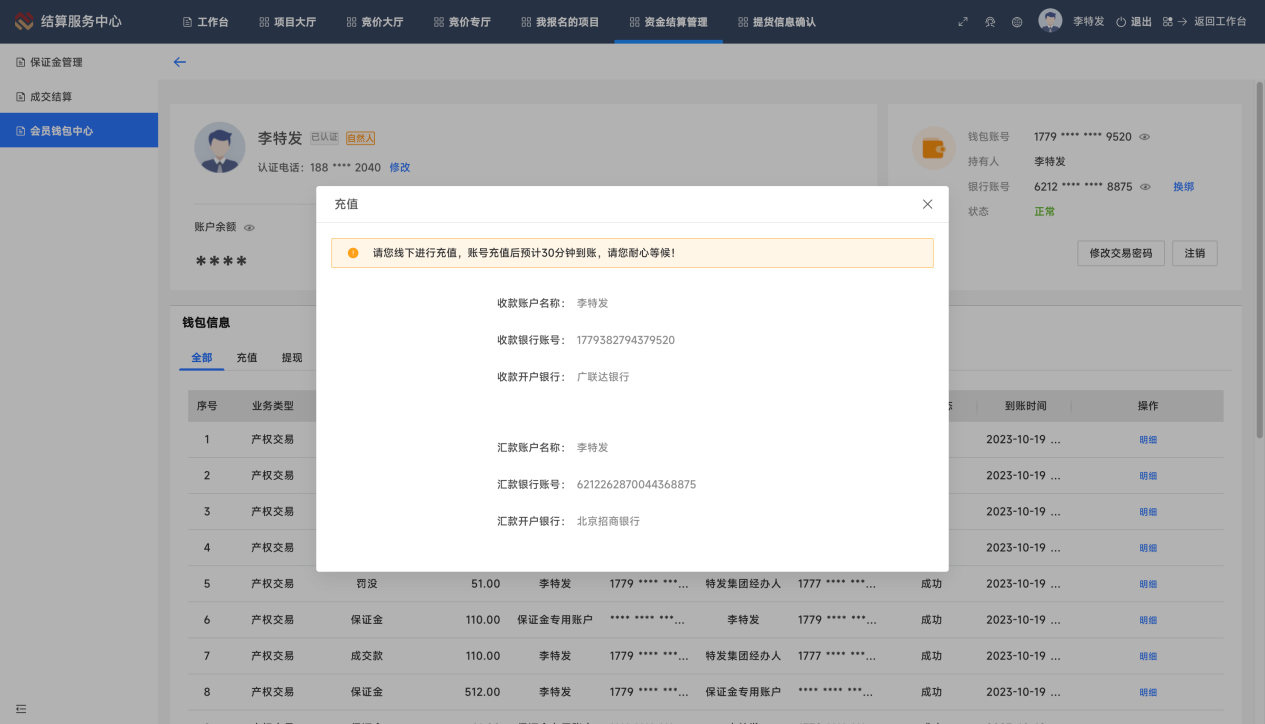 结算服务中心 工作台 项目大厅 竞价大厅 竞价专厅 我报名的项目 资金结算管理 提货信息确认 李特发 退出 返回工作台
保证金管理
成交结算
会员钱包中心
李特发 已认证 自然人
认证电话: 188 **** 2040 修改
账户余额
****
钱包账号 1779 **** **** 9520
持有人 李特发
银行账号 6212 **** **** 8875 换绑
状态 正常
修改交易密码 注销
充值
请您线下进行充值，账号充值后预计30分钟到账，请您耐心等候！
收款账户名称: 李特发
收款银行账号: 1779382794379520
收款开户银行: 广联达银行
汇款账户名称: 李特发
汇款银行账号: 6212262870044368875
汇款开户银行: 北京招商银行
钱包信息
全部 充值 提现
序号 业务类型 到账时间 操作
1 产权交易 2023-10-19 ... 明细
2 产权交易 2023-10-19 ... 明细
3 产权交易 2023-10-19 ... 明细
4 产权交易 2023-10-19 ... 明细
5 产权交易 罚没 51.00 李特发 1779 **** ***... 特发集团经办人 1777 **** ***... 成功 2023-10-19 ... 明细
6 产权交易 保证金 110.00 保证金专用账户 **** **** ***... 李特发 1779 **** ***... 成功 2023-10-19 ... 明细
7 产权交易 成交款 110.00 李特发 1779 **** ***... 特发集团经办人 1777 **** ***... 成功 2023-10-19 ... 明细
8 产权交易 保证金 512.00 李特发 1779 **** ***... 保证金专用账户 **** **** ***... 成功 2023-10-19 ... 明细